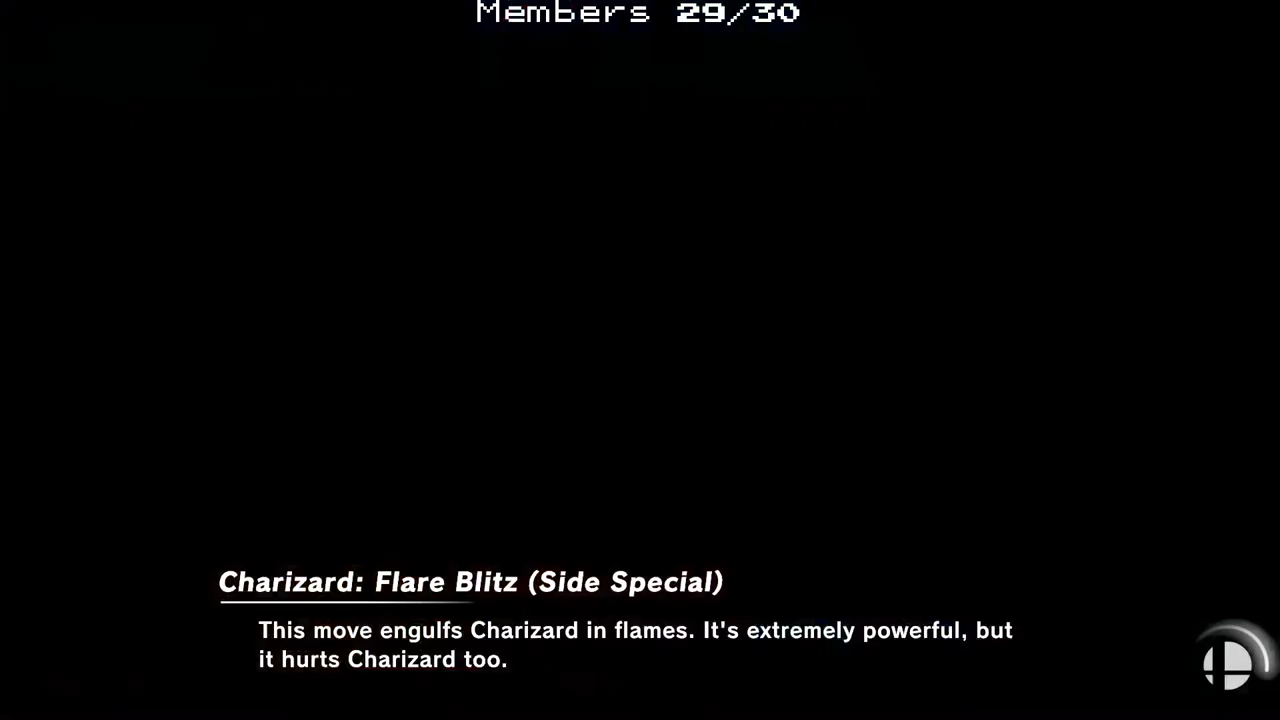 Members 29/30
Charizard: Flare Blitz (Side Special)
This move engulfs Charizard in flames. It's extremely powerful, but
it hurts Charizard too.